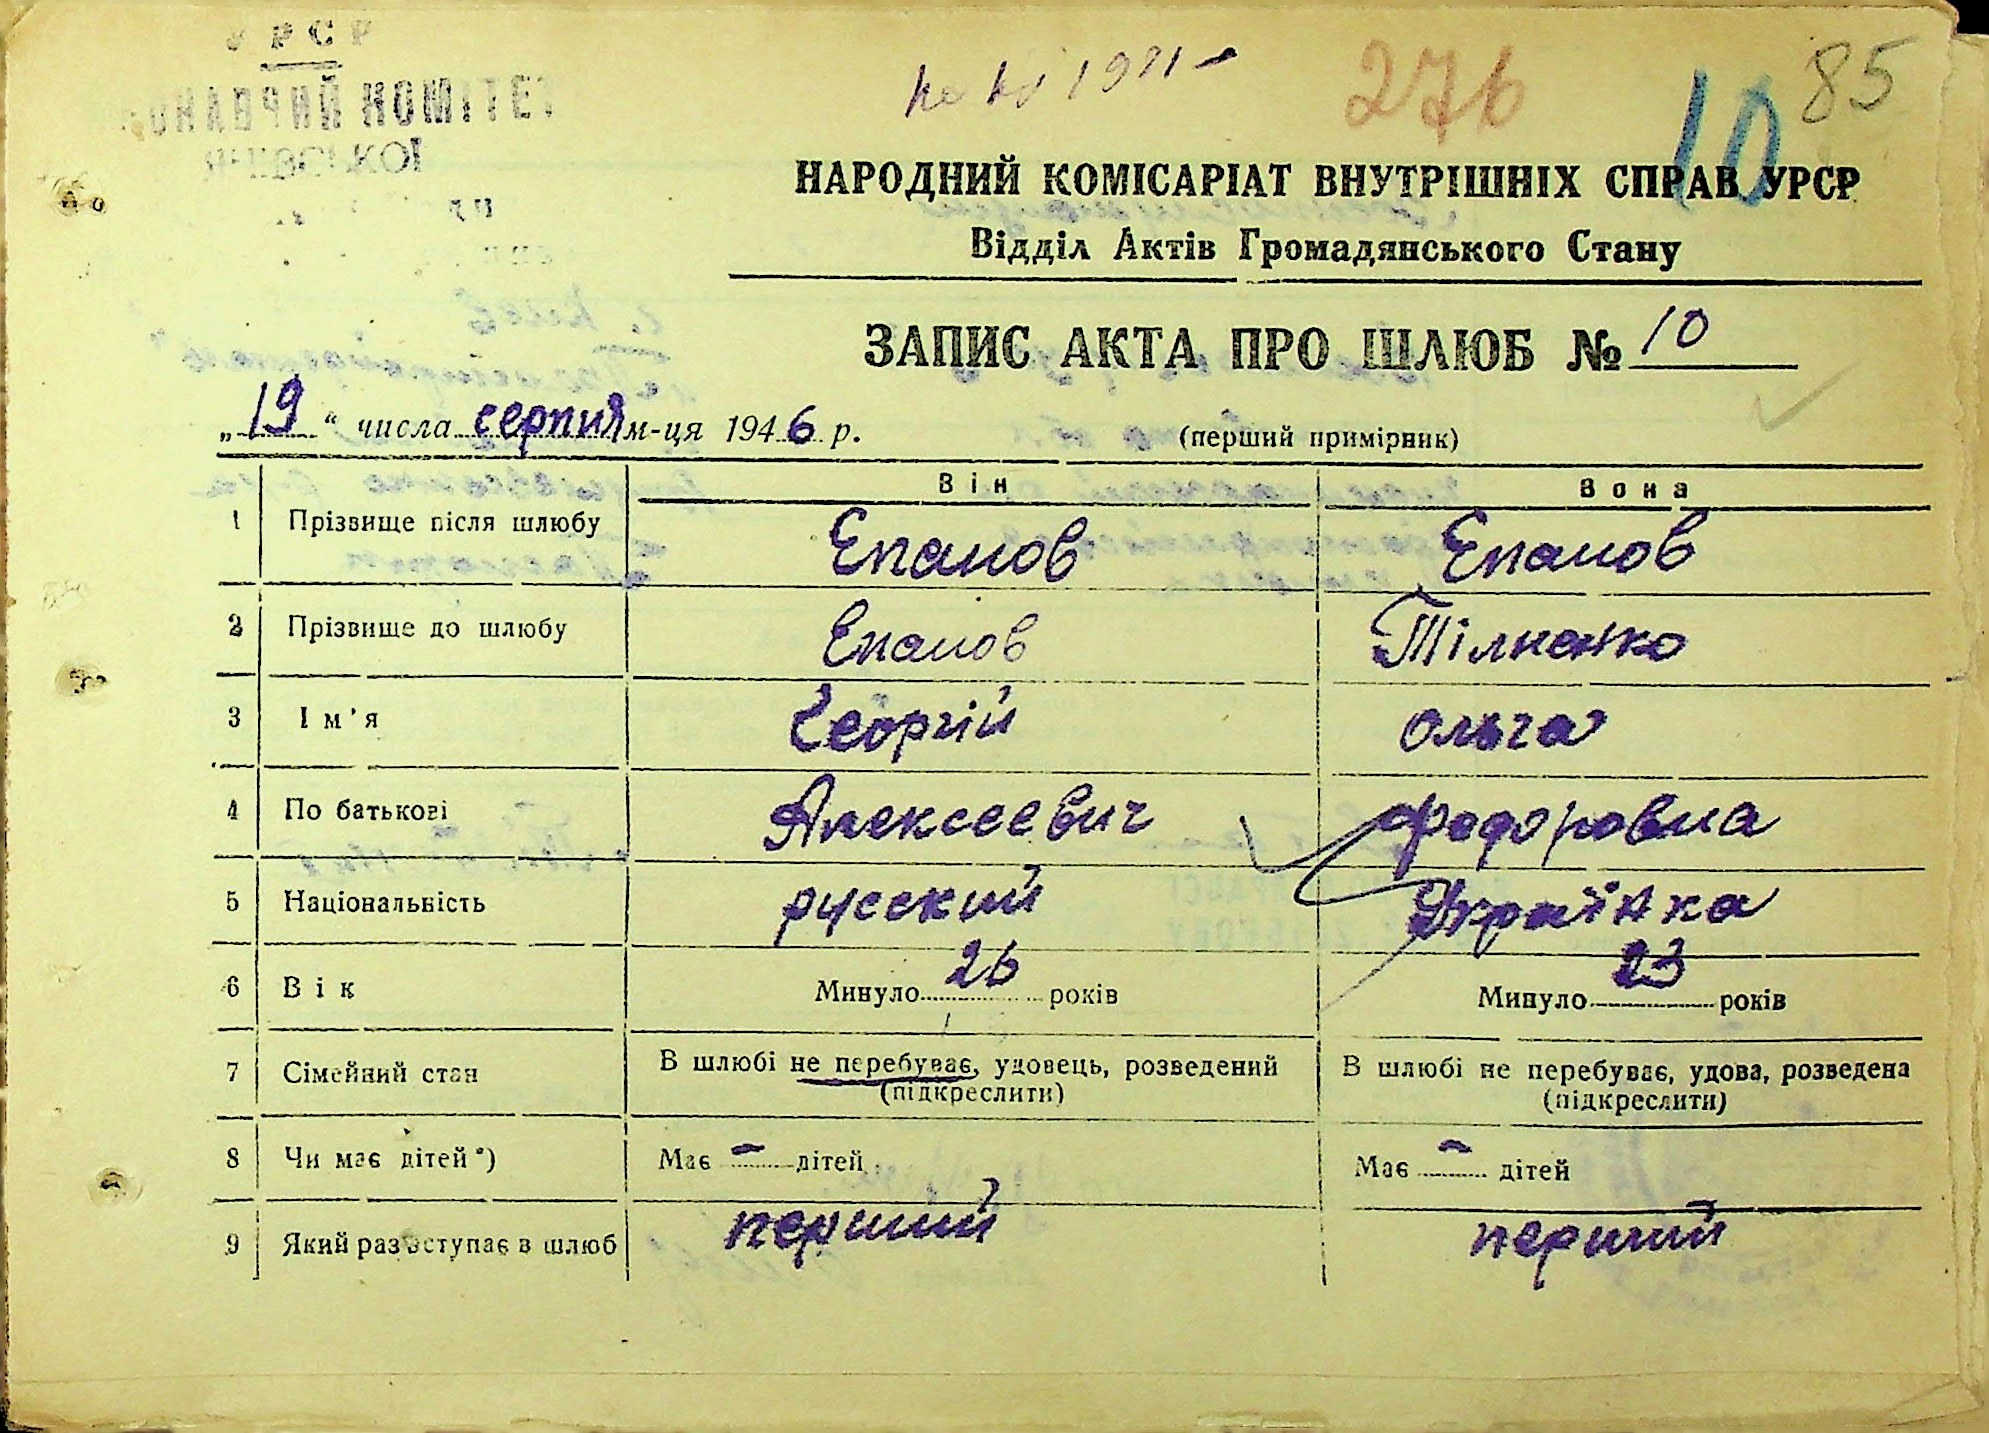 УРСР
КОМІТЕТ
1971
276
10
85
НАРОДНИЙ КОМІСАРІАТ ВНУТРІШНІХ СПРАВ УРСР
Відділ Актів Громадянського Стану
ЗАПИС АКТА ПРО ШЛЮБ № 10
„19“ числа серпня м-ця 1946 р. (перший примірник)
Він Вона
1 Прізвище після шлюбу Епанов Епанов
2 Прізвище до шлюбу Епанов Тілненко
3 Ім'я Георгій Ольга
4 По батькові Алексеевич Федоровна
5 Національність русский Українка
6 Вік Минуло 26 років Минуло 23 років
7 Сімейний стан В шлюбі не перебуває, удовець, розведений В шлюбі не перебуває, удова, розведена
(підкреслити) (підкреслити)
8 Чи має дітей*) Має - дітей Має - дітей
9 Який раз вступає в шлюб перший перший